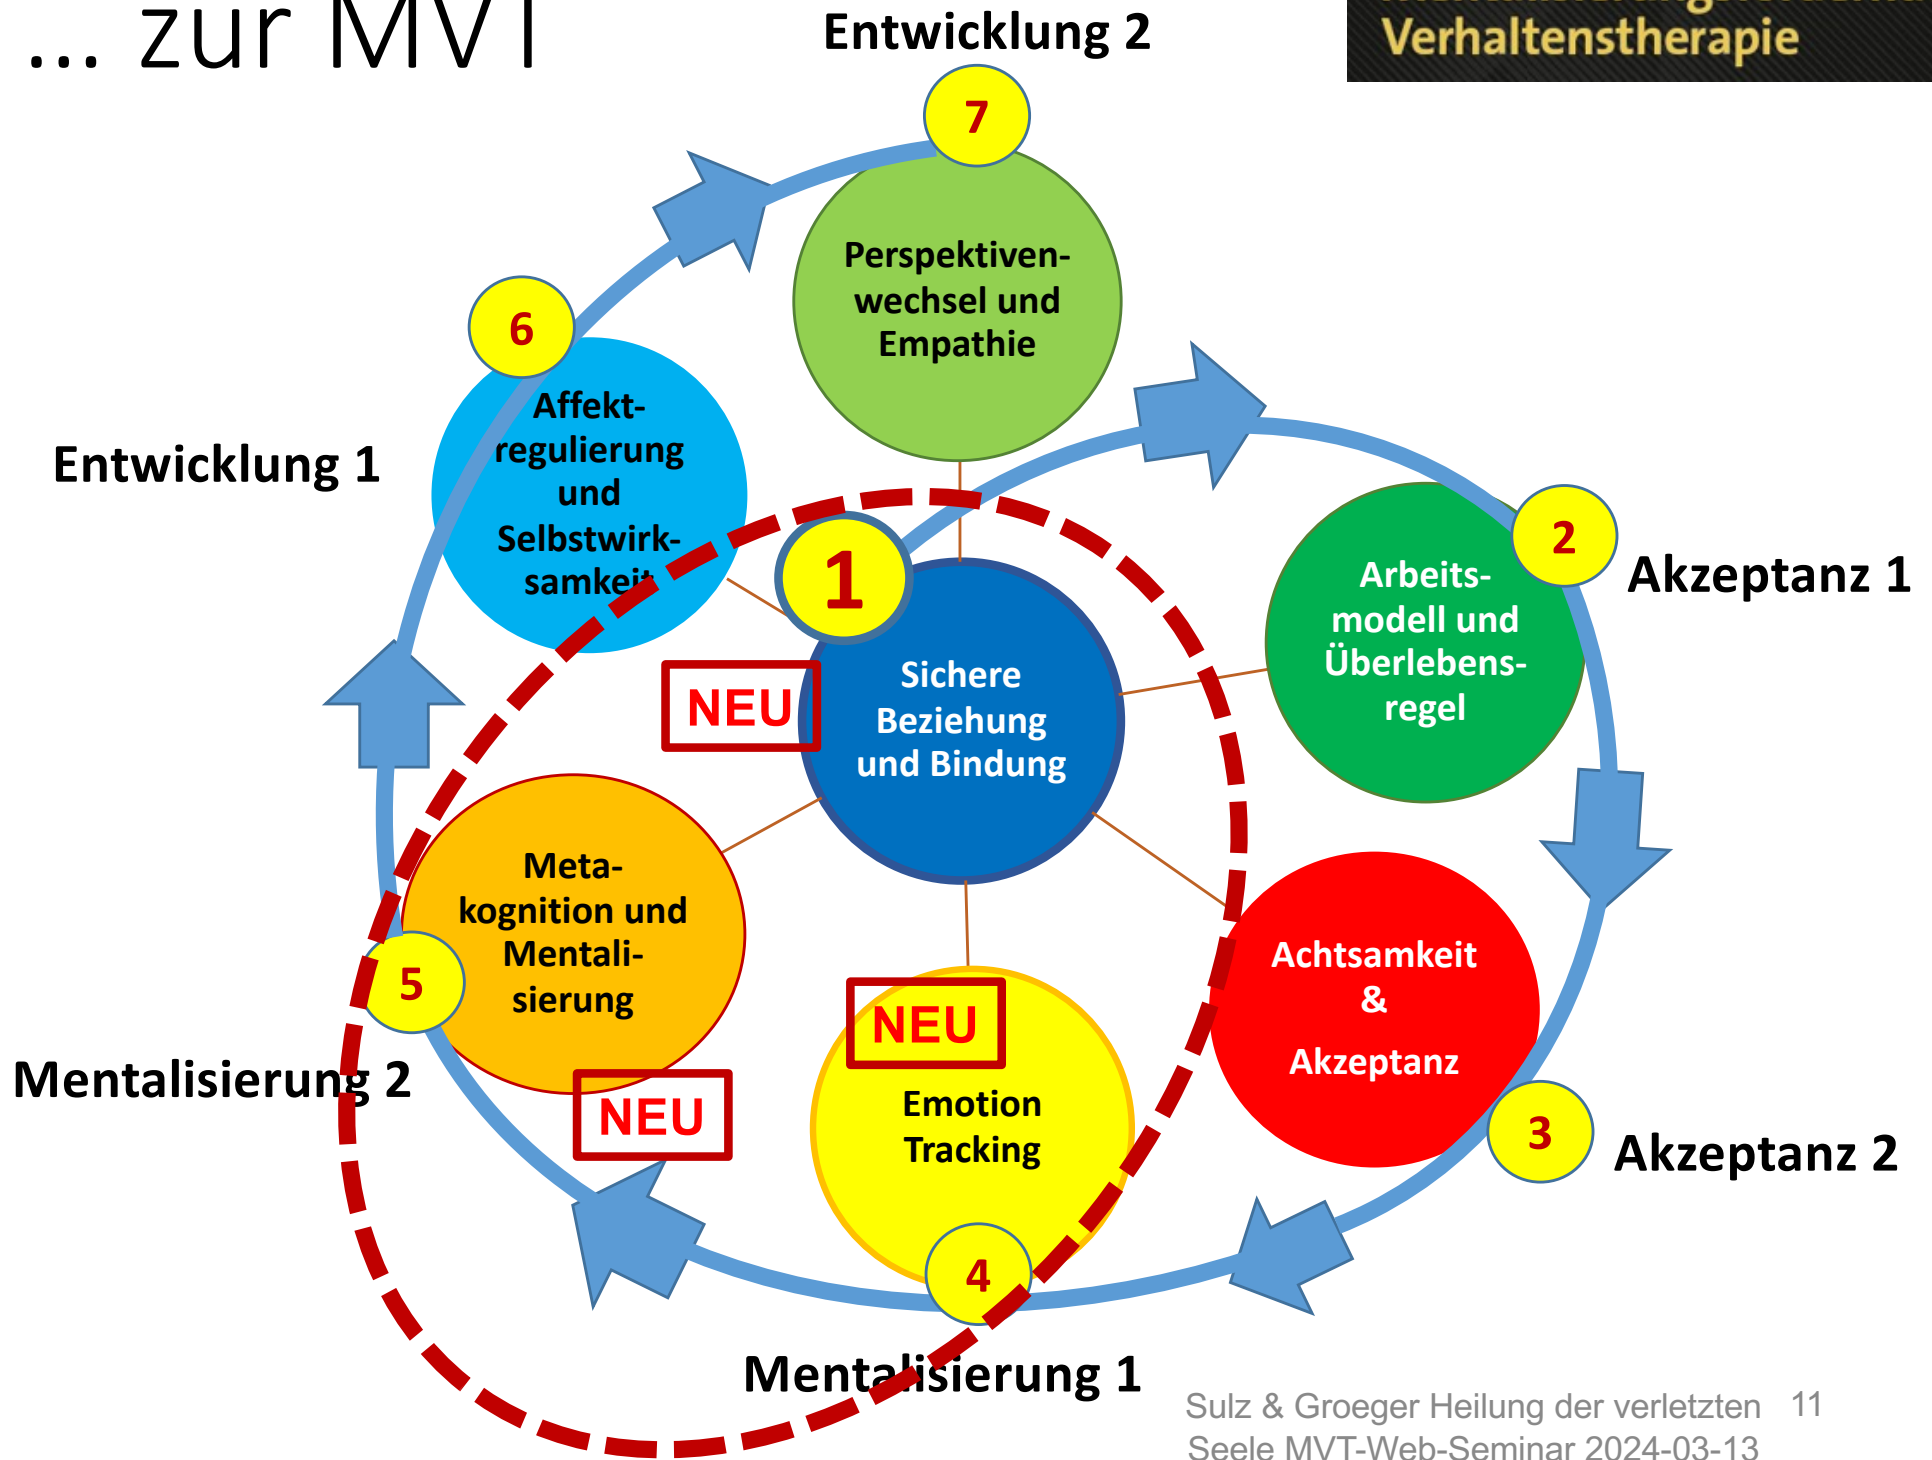 ... zur MVT
Verhaltenstherapie
Entwicklung 2
7
Perspektiven-
wechsel und
Empathie
6
Affekt-
regulierung
und
Selbstwirk-
samkeit
Entwicklung 1
1
Sichere
Beziehung
und Bindung
NEU
2
Arbeits-
modell und
Überlebens-
regel
Akzeptanz 1
Achtsamkeit
&
Akzeptanz
3
Akzeptanz 2
NEU
Emotion
Tracking
4
Mentalisierung 1
Meta-
kognition und
Mentali-
sierung
5
NEU
Mentalisierung 2
Sulz & Groeger Heilung der verletzten
Seele MVT-Web-Seminar 2024-03-13
11